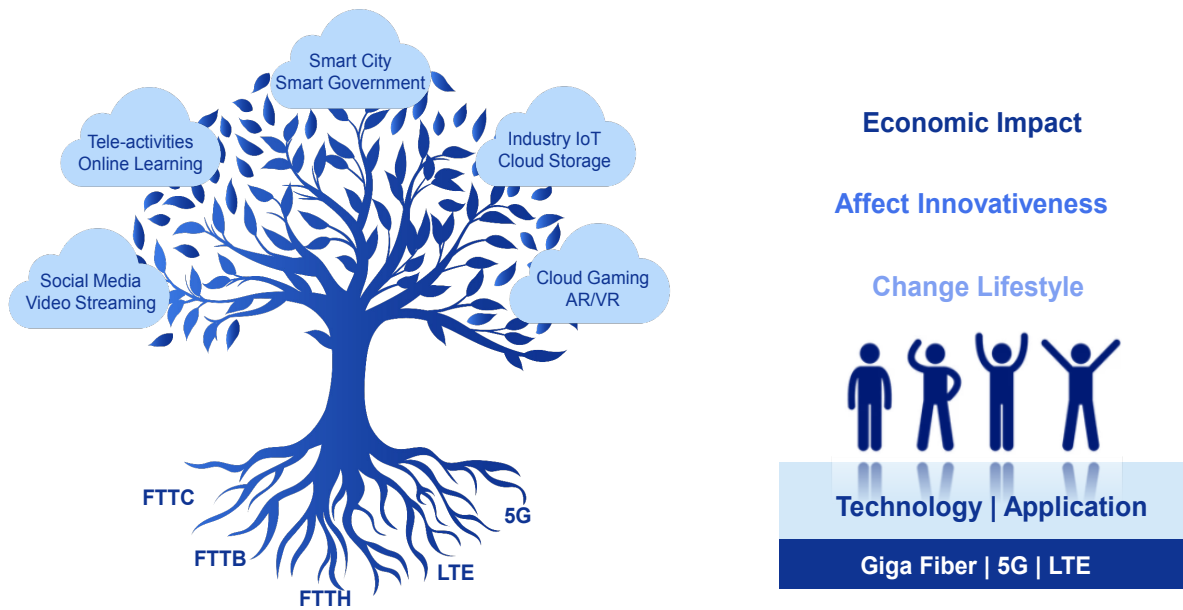 Smart City
Smart Government
Tele-activities
Online Learning
Industry IoT
Cloud Storage
Social Media
Video Streaming
Cloud Gaming
AR/VR
FTTC
FTTB
FTTH
LTE
5G
Economic Impact
Affect Innovativeness
Change Lifestyle
Technology | Application
Giga Fiber | 5G | LTE